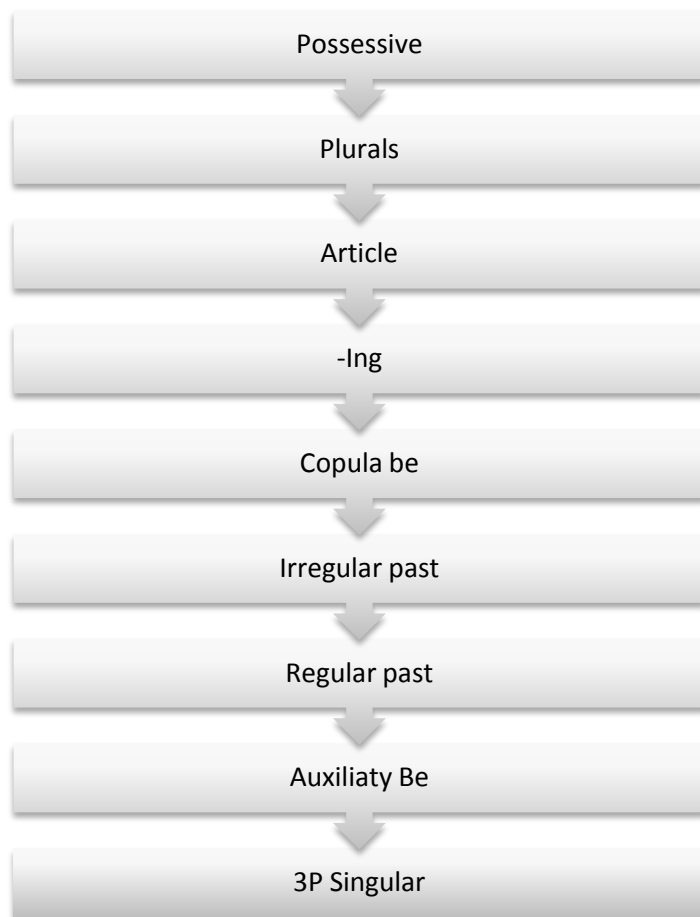 Possessive
Plurals
Article
-Ing
Copula be
Irregular past
Regular past
Auxiliaty Be
3P Singular